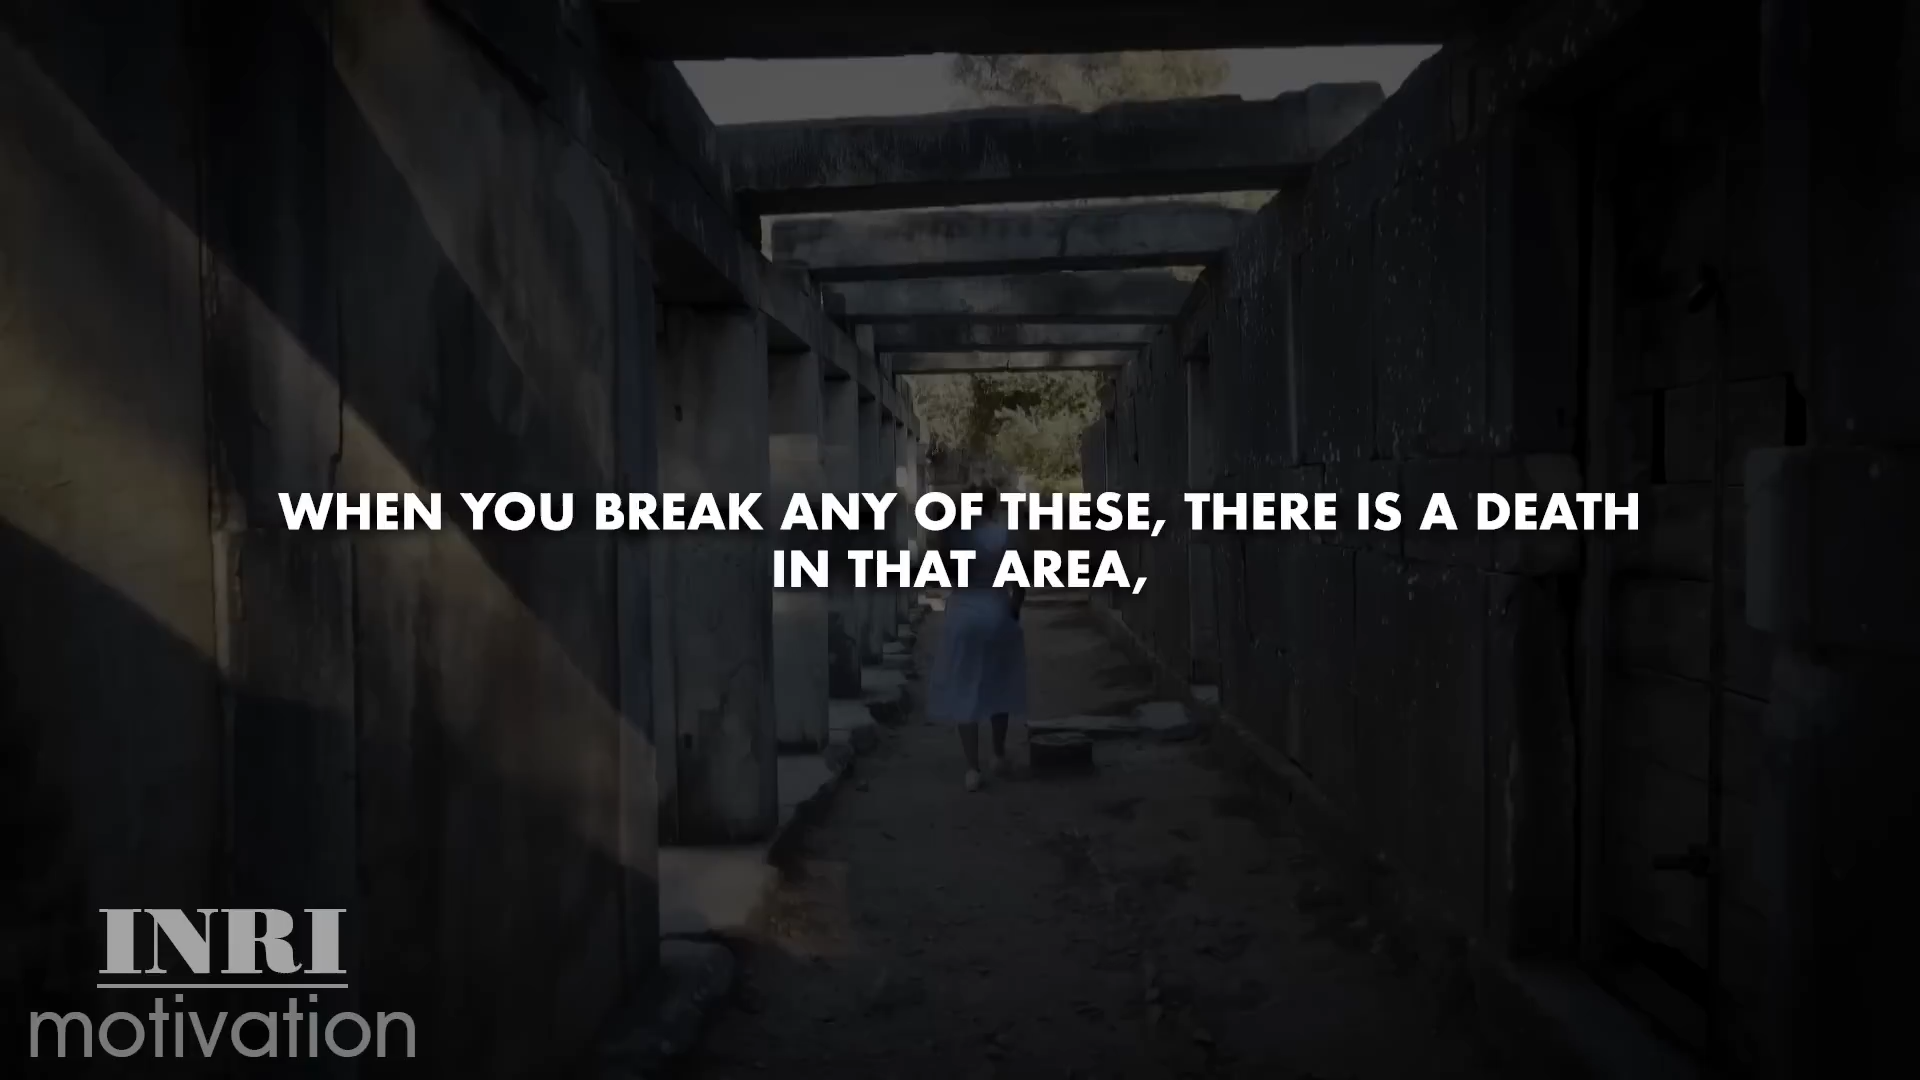 WHEN YOU BREAK ANY OF THESE, THERE IS A DEATH
IN THAT AREA,
INRI
motivation